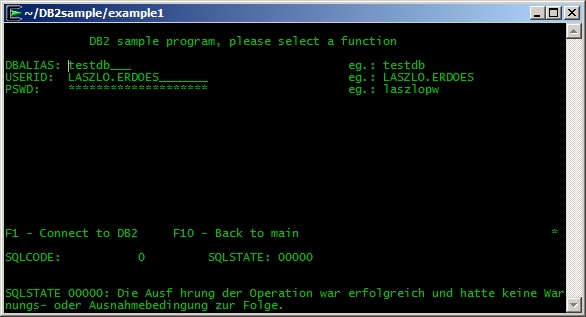 ~/DB2sample/example1
DB2 sample program, please select a function
DBALIAS: testdb___ eg.: testdb
USERID: LASZLO.ERDOES_______ eg.: LASZLO.ERDOES
PSWD: ******************** eg.: laszlopw
F1 - Connect to DB2 F10 - Back to main *
SQLCODE: 0 SQLSTATE: 00000
SQLSTATE 00000: Die Ausf hrung der Operation war erfolgreich und hatte keine War
nungs- oder Ausnahmebedingung zur Folge.